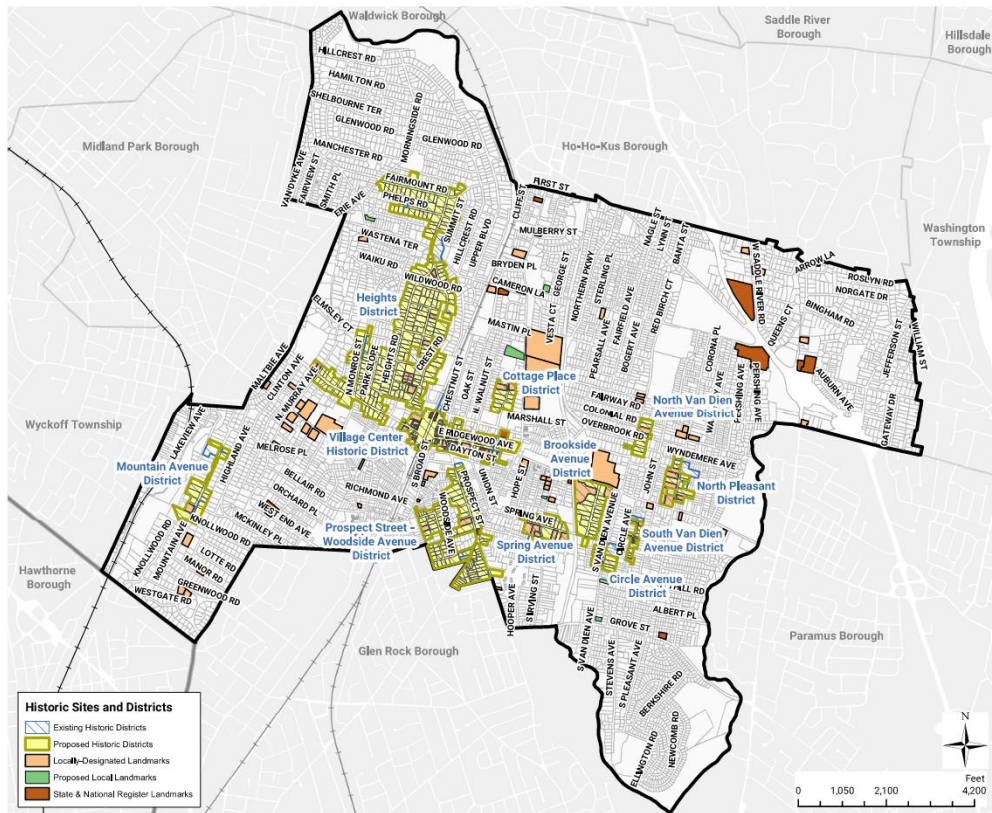 Waldwick Borough
Saddle River
Borough
Hillsdale
Borough
HILLCREST RD
HAMILTON RD
SHELBOURNE TER
GLENWOOD RD
MORNINGSIDE RD
GLENWOOD RD
MANCHESTER RD
Midland Park Borough
Ho-Ho-Kus Borough
VAN DYKE AVE
FAIRVIEW ST
SMITH PL
ERIE AVE
FAIRMOUNT RD
PHELPS RD
SUMMIT ST
HILLCREST RD
UPPER BLVD
CLIFF ST
FIRST ST
MULBERRY ST
NAGLE ST
LYNN ST
BANTA ST
Washington
Township
WASTENA TER
WAIKU RD
WILDWOOD RD
BRYDEN PL
CAMERON LA
GEORGE ST
NORTHERN PKWY
STERLING PL
W SADDLE RIVER RD
ARROW LA
ROSLYN RD
NORGATE DR
BINGHAM RD
QUEENS CT
JEFFERSON ST
WILLIAM ST
Heights
District
ELMSLEY CT
MASTIN PL
VESTA CT
PEARSALL AVE
FAIRFIELD AVE
BOGERT AVE
RED BIRCH CT
CORONA PL
N MONROE ST
PARK SLOPE
HEIGHTS RD
CREST RD
CHESTNUT ST
OAK ST
N WALNUT ST
Cottage Place
District
MALTBIE AVE
CLINTON AVE
N MURRAY AVE
FAIRWAY RD
COLONIAL RD
OVERBROOK RD
North Van Dien
Avenue District
PERSHING AVE
AUBURN AVE
GATEWAY DR
Wyckoff Township
LAKEVIEW AVE
HIGHLAND AVE
MELROSE PL
Village Center
Historic District
MARSHALL ST
E RIDGEWOOD AVE
DAYTON ST
Brookside
Avenue
District
WYNDEMERE AVE
Mountain Avenue
District
BELLAIR RD
ORCHARD PL
RICHMOND AVE
S BROAD ST
PROSPECT ST
UNION ST
HOPE ST
JOHN ST
North Pleasant
District
WEST END AVE
MCKINLEY PL
KNOLLWOOD RD
KNOLLWOOD RD
MOUNTAIN AVE
Prospect Street -
Woodside Avenue
District
WOODSIDE AVE
SPRING AVE
Spring Avenue
District
S VAN DIEN AVENUE
CIRCLE AVE
South Van Dien
Avenue District
Circle Avenue
District
LOTTE RD
MANOR RD
GREENWOOD RD
WESTGATE RD
Hawthorne
Borough
HOOPER AVE
S IRVING ST
ALBERT PL
GROVE ST
Paramus Borough
Glen Rock Borough
S VAN DIEN AVE
STEVENS AVE
S PLEASANT AVE
BERKSHIRE RD
ELLINGTON RD
NEWCOMB RD
Historic Sites and Districts
Existing Historic Districts
Proposed Historic Districts
Locally-Designated Landmarks
Proposed Local Landmarks
State & National Register Landmarks
N
Feet
0 1,050 2,100 4,200